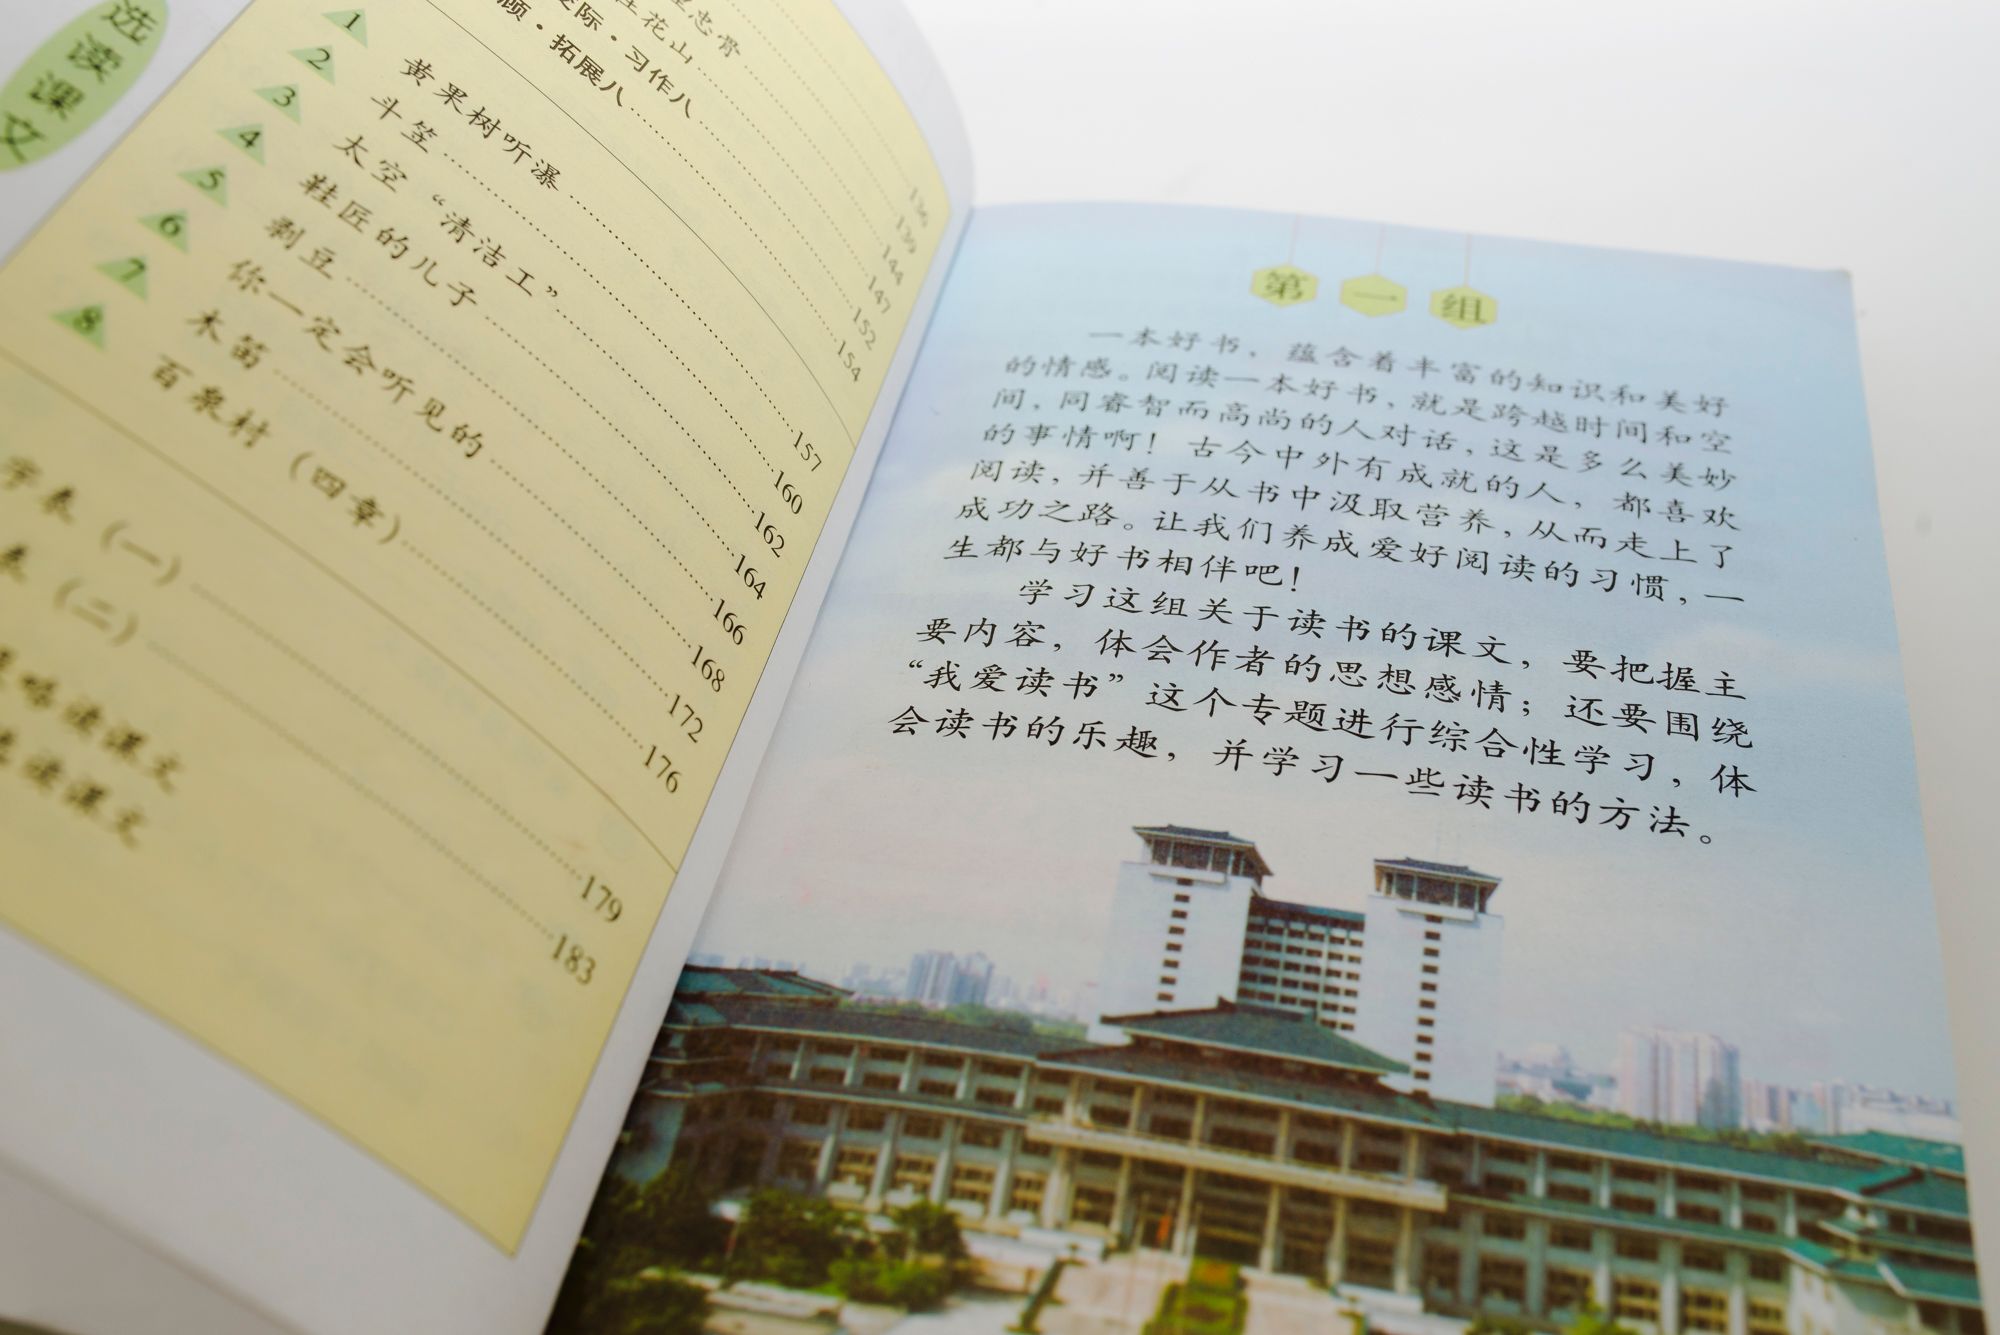 选读课文
骨
花山
际·习作八
顾·拓展八
136
139
144
147
152
154
1 黄果树听瀑 157
2 斗笠 160
3 太空“清洁工” 162
4 鞋匠的儿子 164
5 剥豆 166
6 你一定会听见的 168
7 木笛 172
8 百泉村（四章） 176
字表（一） 179
表（二） 183
略读课文
选读课文
第一组
一本好书，蕴含着丰富的知识和美好
的情感。阅读一本好书，就是跨越时间和空
间，同睿智而高尚的人对话，这是多么美妙
的事情啊！古今中外有成就的人，都喜欢
阅读，并善于从书中汲取营养，从而走上了
成功之路。让我们养成爱好阅读的习惯，一
生都与好书相伴吧！
学习这组关于读书的课文，要把握主
要内容，体会作者的思想感情；还要围绕
“我爱读书”这个专题进行综合性学习，体
会读书的乐趣，并学习一些读书的方法。